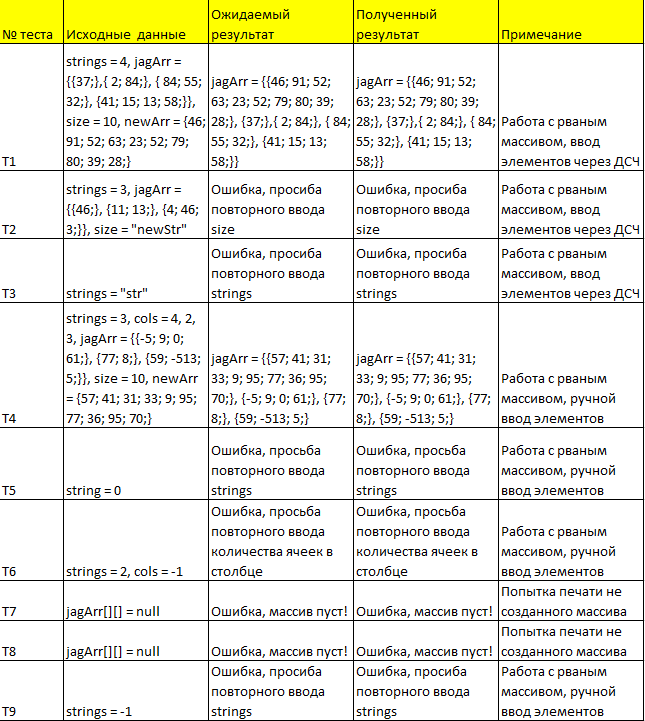 № теста
Исходные данные
Ожидаемый
результат
Полученный
результат
Примечание
T1
strings = 4, jagArr =
{{37;},{ 2; 84;}, { 84; 55;
32;}, {41; 15; 13; 58;}},
size = 10, newArr = {46;
91; 52; 63; 23; 52; 79;
80; 39; 28;}
jagArr = {{46; 91; 52;
63; 23; 52; 79; 80; 39;
28;}, {37;},{ 2; 84;}, { 84;
55; 32;}, {41; 15; 13;
58;}}
jagArr = {{46; 91; 52;
63; 23; 52; 79; 80; 39;
28;}, {37;},{ 2; 84;}, { 84;
55; 32;}, {41; 15; 13;
58;}}
Работа с рваным
массивом, ввод
элементов через ДСЧ
T2
strings = 3, jagArr =
{{46;}, {11; 13;}, {4; 46;
3;}}, size = "newStr"
Ошибка, просиба
повторного ввода
size
Ошибка, просиба
повторного ввода
size
Работа с рваным
массивом, ввод
элементов через ДСЧ
T3
strings = "str"
Ошибка, просиба
повторного ввода
strings
Ошибка, просиба
повторного ввода
strings
Работа с рваным
массивом, ввод
элементов через ДСЧ
T4
strings = 3, cols = 4, 2,
3, jagArr = {{-5; 9; 0;
61;}, {77; 8;}, {59; -513;
5;}}, size = 10, newArr
= {57; 41; 31; 33; 9; 95;
77; 36; 95; 70;}
jagArr = {{57; 41; 31;
33; 9; 95; 77; 36; 95;
70;}, {-5; 9; 0; 61;}, {77;
8;}, {59; -513; 5;}
jagArr = {{57; 41; 31;
33; 9; 95; 77; 36; 95;
70;}, {-5; 9; 0; 61;}, {77;
8;}, {59; -513; 5;}
Работа с рваным
массивом, ручной
ввод элементов
T5
string = 0
Ошибка, просьба
повторного ввода
strings
Ошибка, просьба
повторного ввода
strings
Работа с рваным
массивом, ручной
ввод элементов
T6
strings = 2, cols = -1
Ошибка, просьба
повторного ввода
количества ячеек в
столбце
Ошибка, просьба
повторного ввода
количества ячеек в
столбце
Работа с рваным
массивом, ручной
ввод элементов
T7
jagArr[][] = null
Ошибка, массив пуст!
Ошибка, массив пуст!
Попытка печати не
созданного массива
T8
jagArr[][] = null
Ошибка, массив пуст!
Ошибка, массив пуст!
Попытка печати не
созданного массива
T9
strings = -1
Ошибка, просиба
повторного ввода
strings
Ошибка, просиба
повторного ввода
strings
Работа с рваным
массивом, ручной
ввод элементов